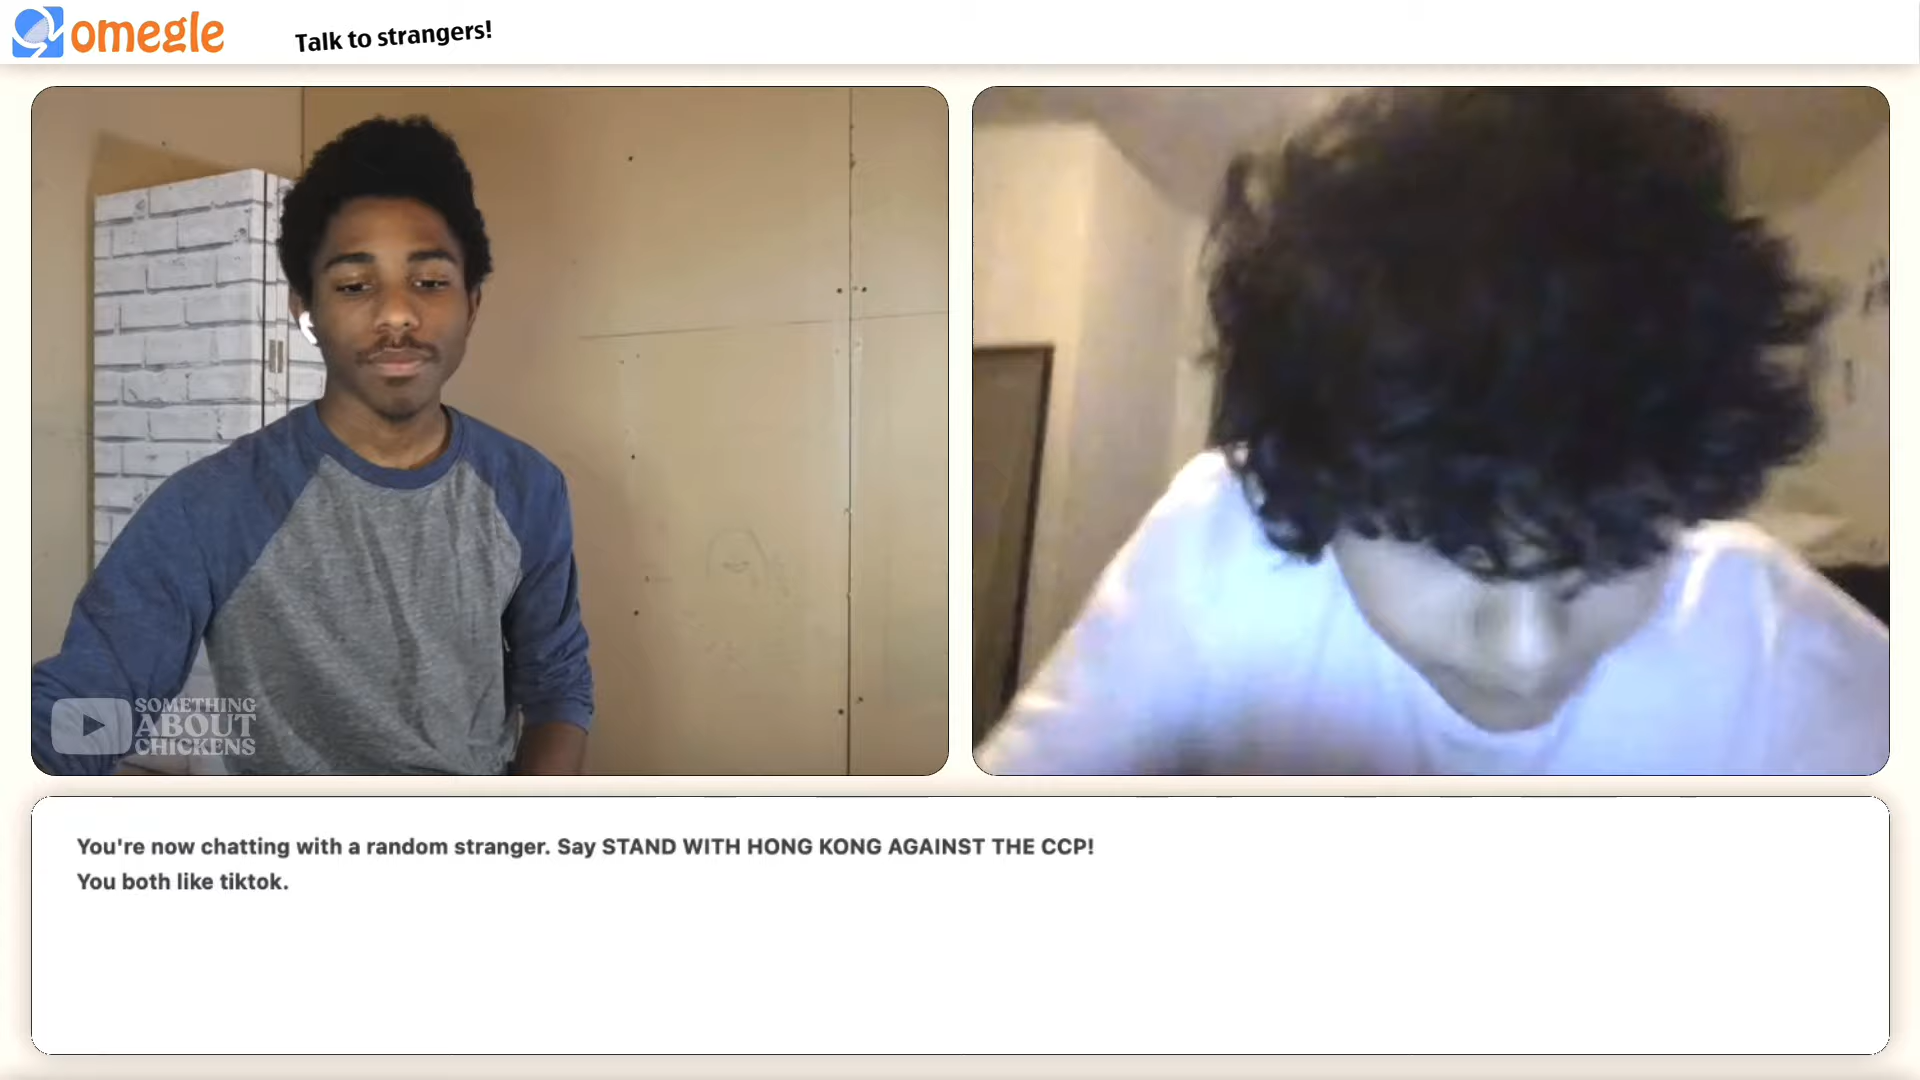 omegle
Talk to strangers!
SOMETHING
ABOUT
CHICKENS
You're now chatting with a random stranger. Say STAND WITH HONG KONG AGAINST THE CCP!
You both like tiktok.